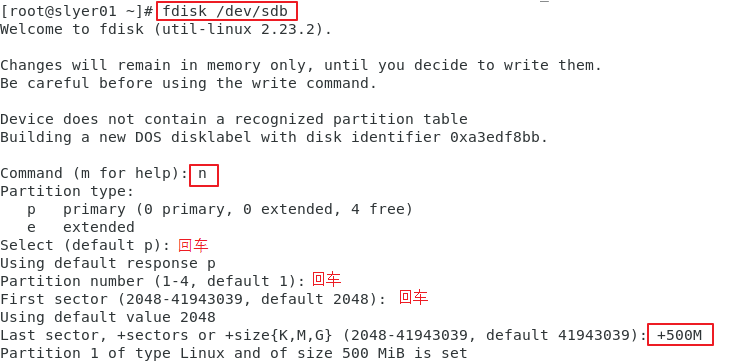 [root@slyer01 ~]# fdisk /dev/sdb
Welcome to fdisk (util-linux 2.23.2).
Changes will remain in memory only, until you decide to write them.
Be careful before using the write command.
Device does not contain a recognized partition table
Building a new DOS disklabel with disk identifier 0xa3edf8bb.
Command (m for help): n
Partition type:
   p   primary (0 primary, 0 extended, 4 free)
   e   extended
Select (default p): 回车
Using default response p
Partition number (1-4, default 1): 回车
First sector (2048-41943039, default 2048): 回车
Using default value 2048
Last sector, +sectors or +size{K,M,G} (2048-41943039, default 41943039): +500M
Partition 1 of type Linux and of size 500 MiB is set